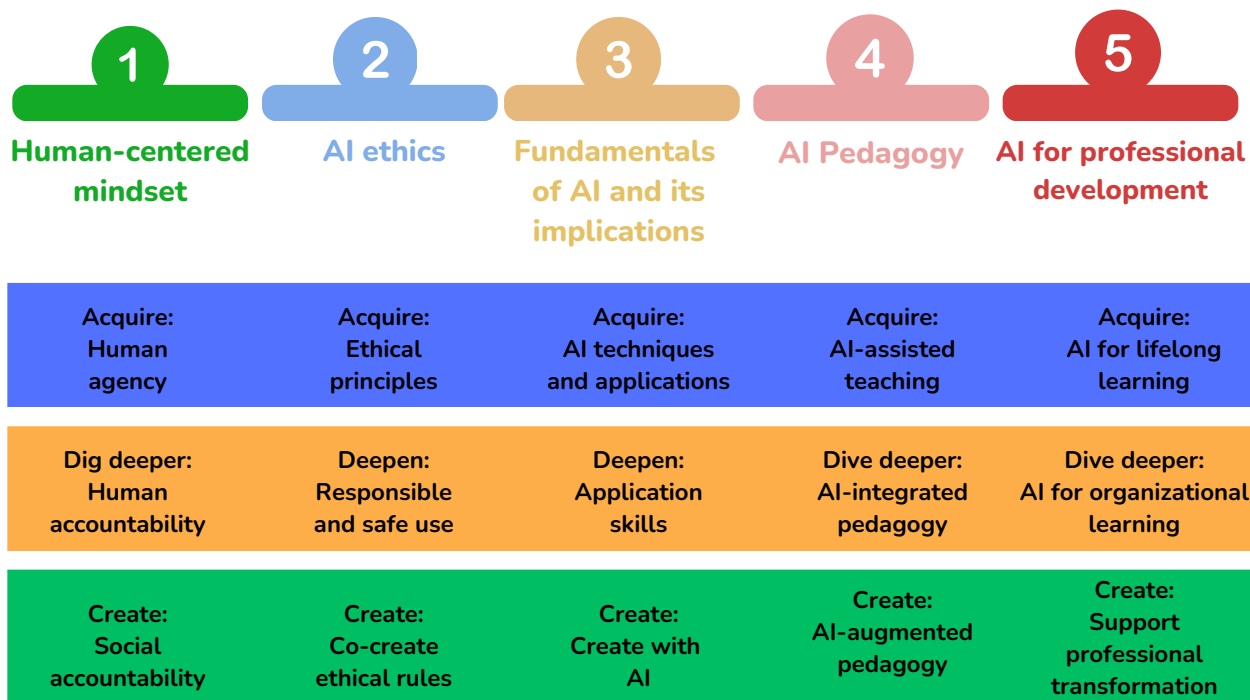 1
Human-centered
mindset
2
AI ethics
3
Fundamentals
of AI and its
implications
4
AI Pedagogy
5
AI for professional
development
Acquire:
Human
agency
Acquire:
Ethical
principles
Acquire:
AI techniques
and applications
Acquire:
AI-assisted
teaching
Acquire:
AI for lifelong
learning
Dig deeper:
Human
accountability
Deepen:
Responsible
and safe use
Deepen:
Application
skills
Dive deeper:
AI-integrated
pedagogy
Dive deeper:
AI for organizational
learning
Create:
Social
accountability
Create:
Co-create
ethical rules
Create:
Create with
AI
Create:
AI-augmented
pedagogy
Create:
Support
professional
transformation